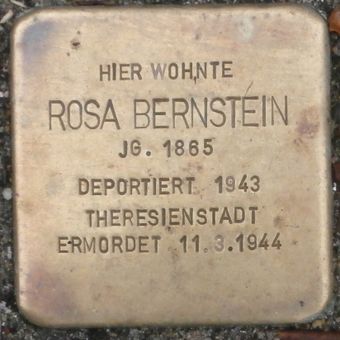 HIER WOHNTE
ROSA BERNSTEIN
JG. 1865
DEPORTIERT 1943
THERESIENSTADT
ERMORDET 11.3.1944